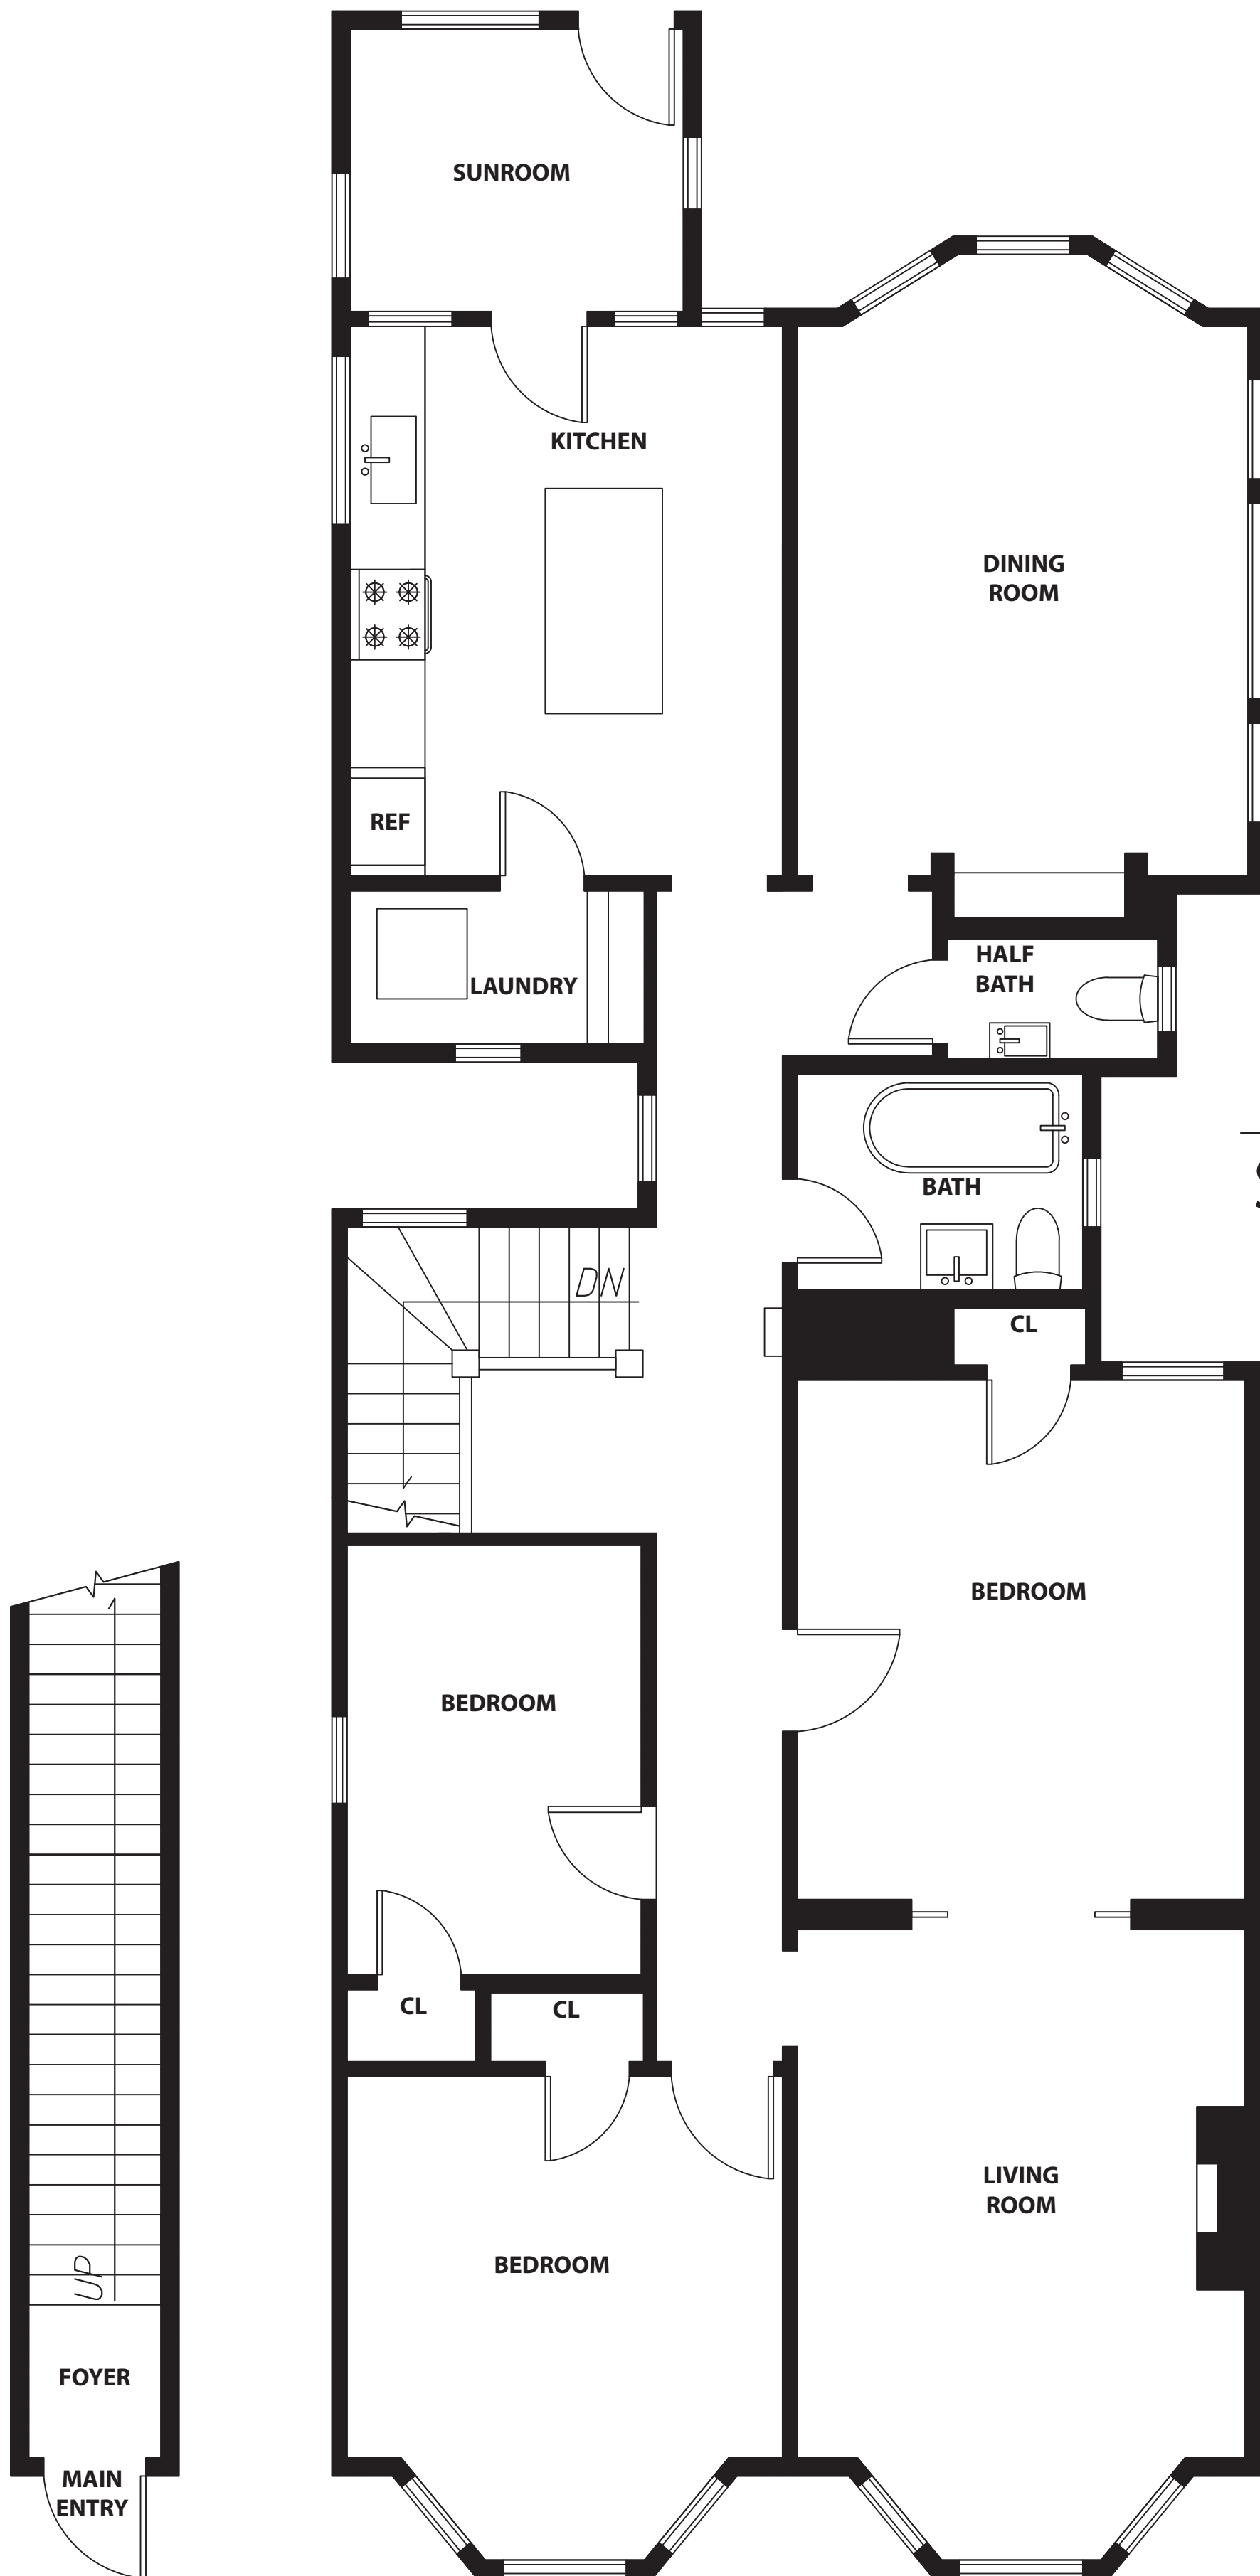 SUNROOM
KITCHEN
DINING
ROOM
REF
LAUNDRY
HALF
BATH
BATH
DN
CL
BEDROOM
BEDROOM
CL
CL
LIVING
ROOM
BEDROOM
UP
FOYER
MAIN
ENTRY